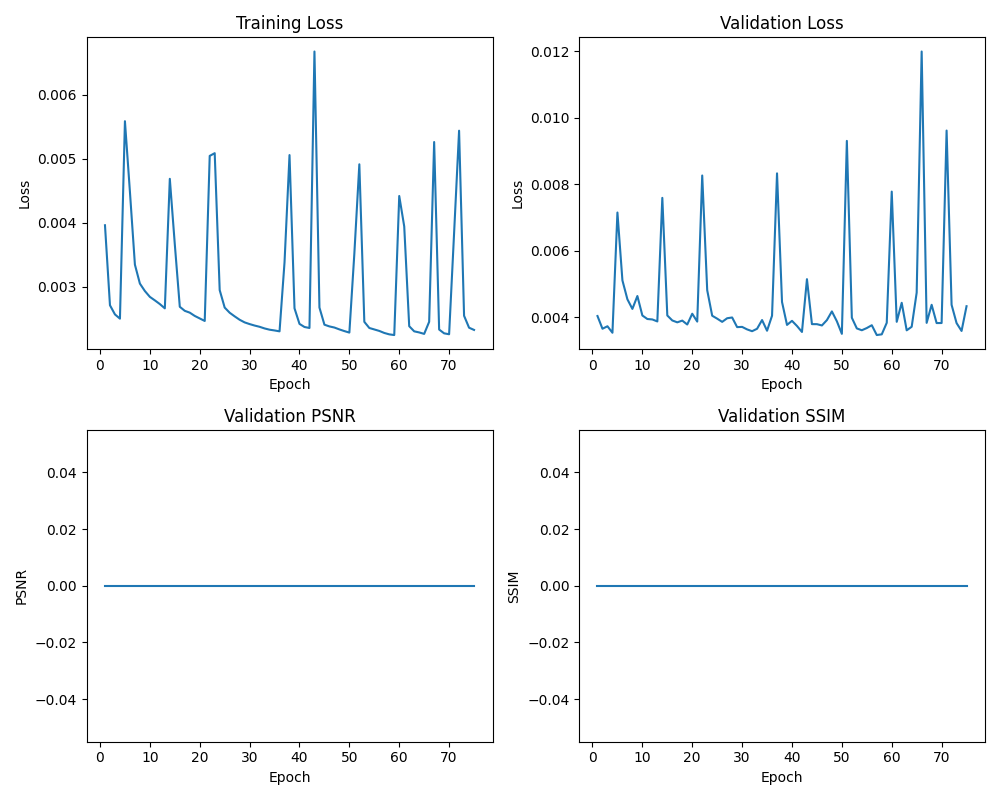 Training Loss
Loss
0.006
0.005
0.004
0.003
0 10 20 30 40 50 60 70
Epoch
Validation Loss
Loss
0.012
0.010
0.008
0.006
0.004
0 10 20 30 40 50 60 70
Epoch
Validation PSNR
PSNR
0.04
0.02
0.00
−0.02
−0.04
0 10 20 30 40 50 60 70
Epoch
Validation SSIM
SSIM
0.04
0.02
0.00
−0.02
−0.04
0 10 20 30 40 50 60 70
Epoch